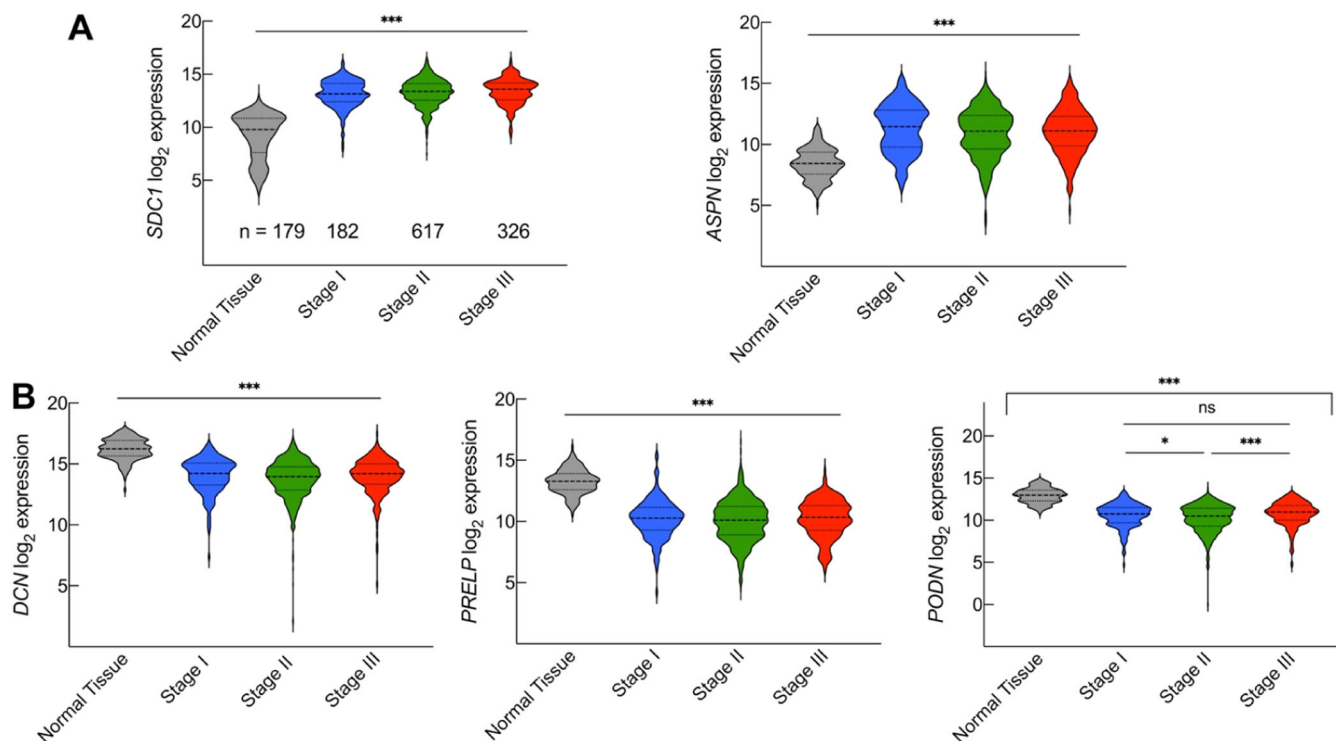 A
SDC1 log2 expression
20
15
10
5
***
n = 179 182 617 326
Normal Tissue
Stage I
Stage II
Stage III
ASPN log2 expression
20
15
10
5
***
Normal Tissue
Stage I
Stage II
Stage III
B
DCN log2 expression
20
15
10
5
***
Normal Tissue
Stage I
Stage II
Stage III
PRELP log2 expression
20
15
10
5
***
Normal Tissue
Stage I
Stage II
Stage III
PODN log2 expression
20
15
10
5
0
***
ns
* ***
Normal Tissue
Stage I
Stage II
Stage III